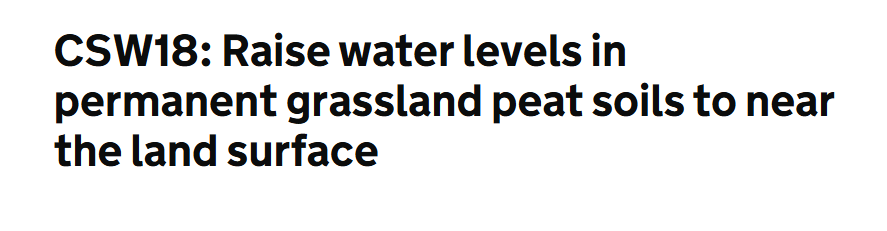 CSW18: Raise water levels in
permanent grassland peat soils to near
the land surface